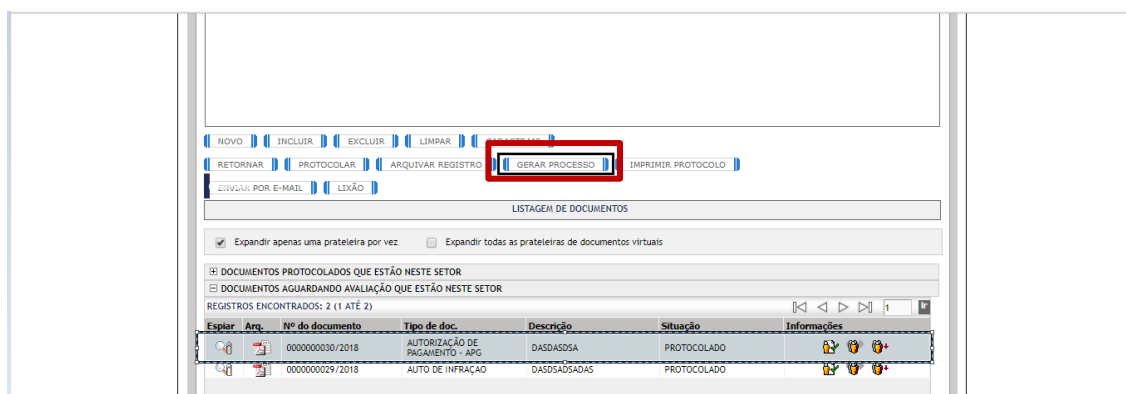 NOVO INCLUIR EXCLUIR LIMPAR CADASTRAIS
RETORNAR PROTOCOLAR ARQUIVAR REGISTRO GERAR PROCESSO IMPRIMIR PROTOCOLO
ENVIAR POR E-MAIL LIXÃO
LISTAGEM DE DOCUMENTOS
Expandir apenas uma prateleira por vez Expandir todas as prateleiras de documentos virtuais
DOCUMENTOS PROTOCOLADOS QUE ESTÃO NESTE SETOR
DOCUMENTOS AGUARDANDO AVALIAÇÃO QUE ESTÃO NESTE SETOR
REGISTROS ENCONTRADOS: 2 (1 ATÉ 2) 1 Ir
Espiar Arq. Nº do documento Tipo de doc. Descrição Situação Informações
0000000030/2018 AUTORIZAÇÃO DE PAGAMENTO - APG DASDASDSA PROTOCOLADO
0000000029/2018 AUTO DE INFRAÇAO DASDSADSADAS PROTOCOLADO